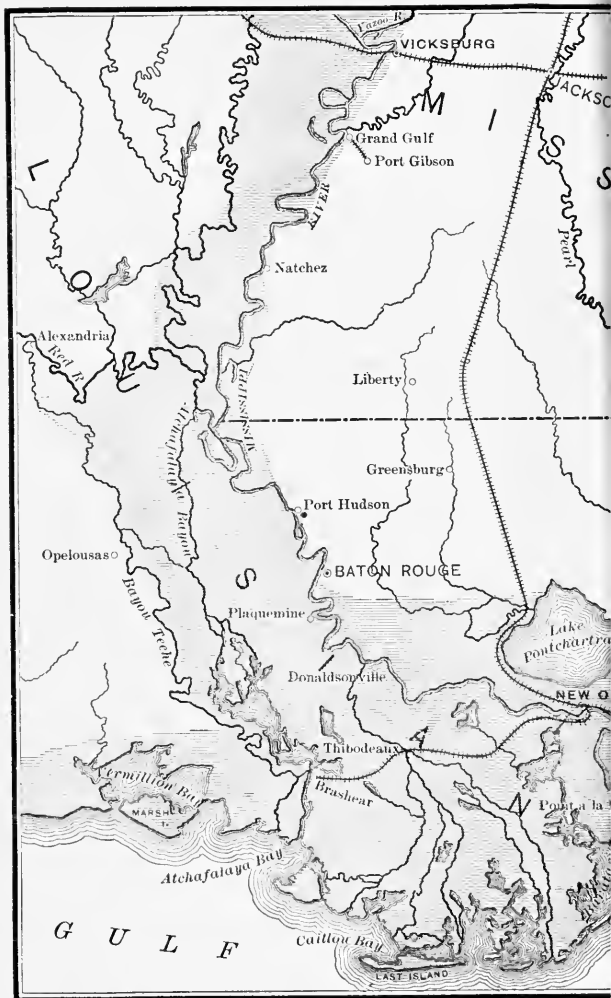 Yazoo R.
VICKSBURG
JACKSO
M I S S
Grand Gulf
Port Gibson
RIVER
L O U S A N
Pearl
Natchez
Alexandria
Red R.
MISSISSIPPI
Liberty
Atchafalaya Bayou
Greensburg
Port Hudson
Opelousas
BATON ROUGE
Bayou Teche
Plaquemine
Lake
Pontchartra
Donaldsonville
NEW O
Thibodeaux
Vermillion Bay
Brashear
MARSH I.
Point a la
Atchafalaya Bay
GULF
Caillou Bay
LAST ISLAND